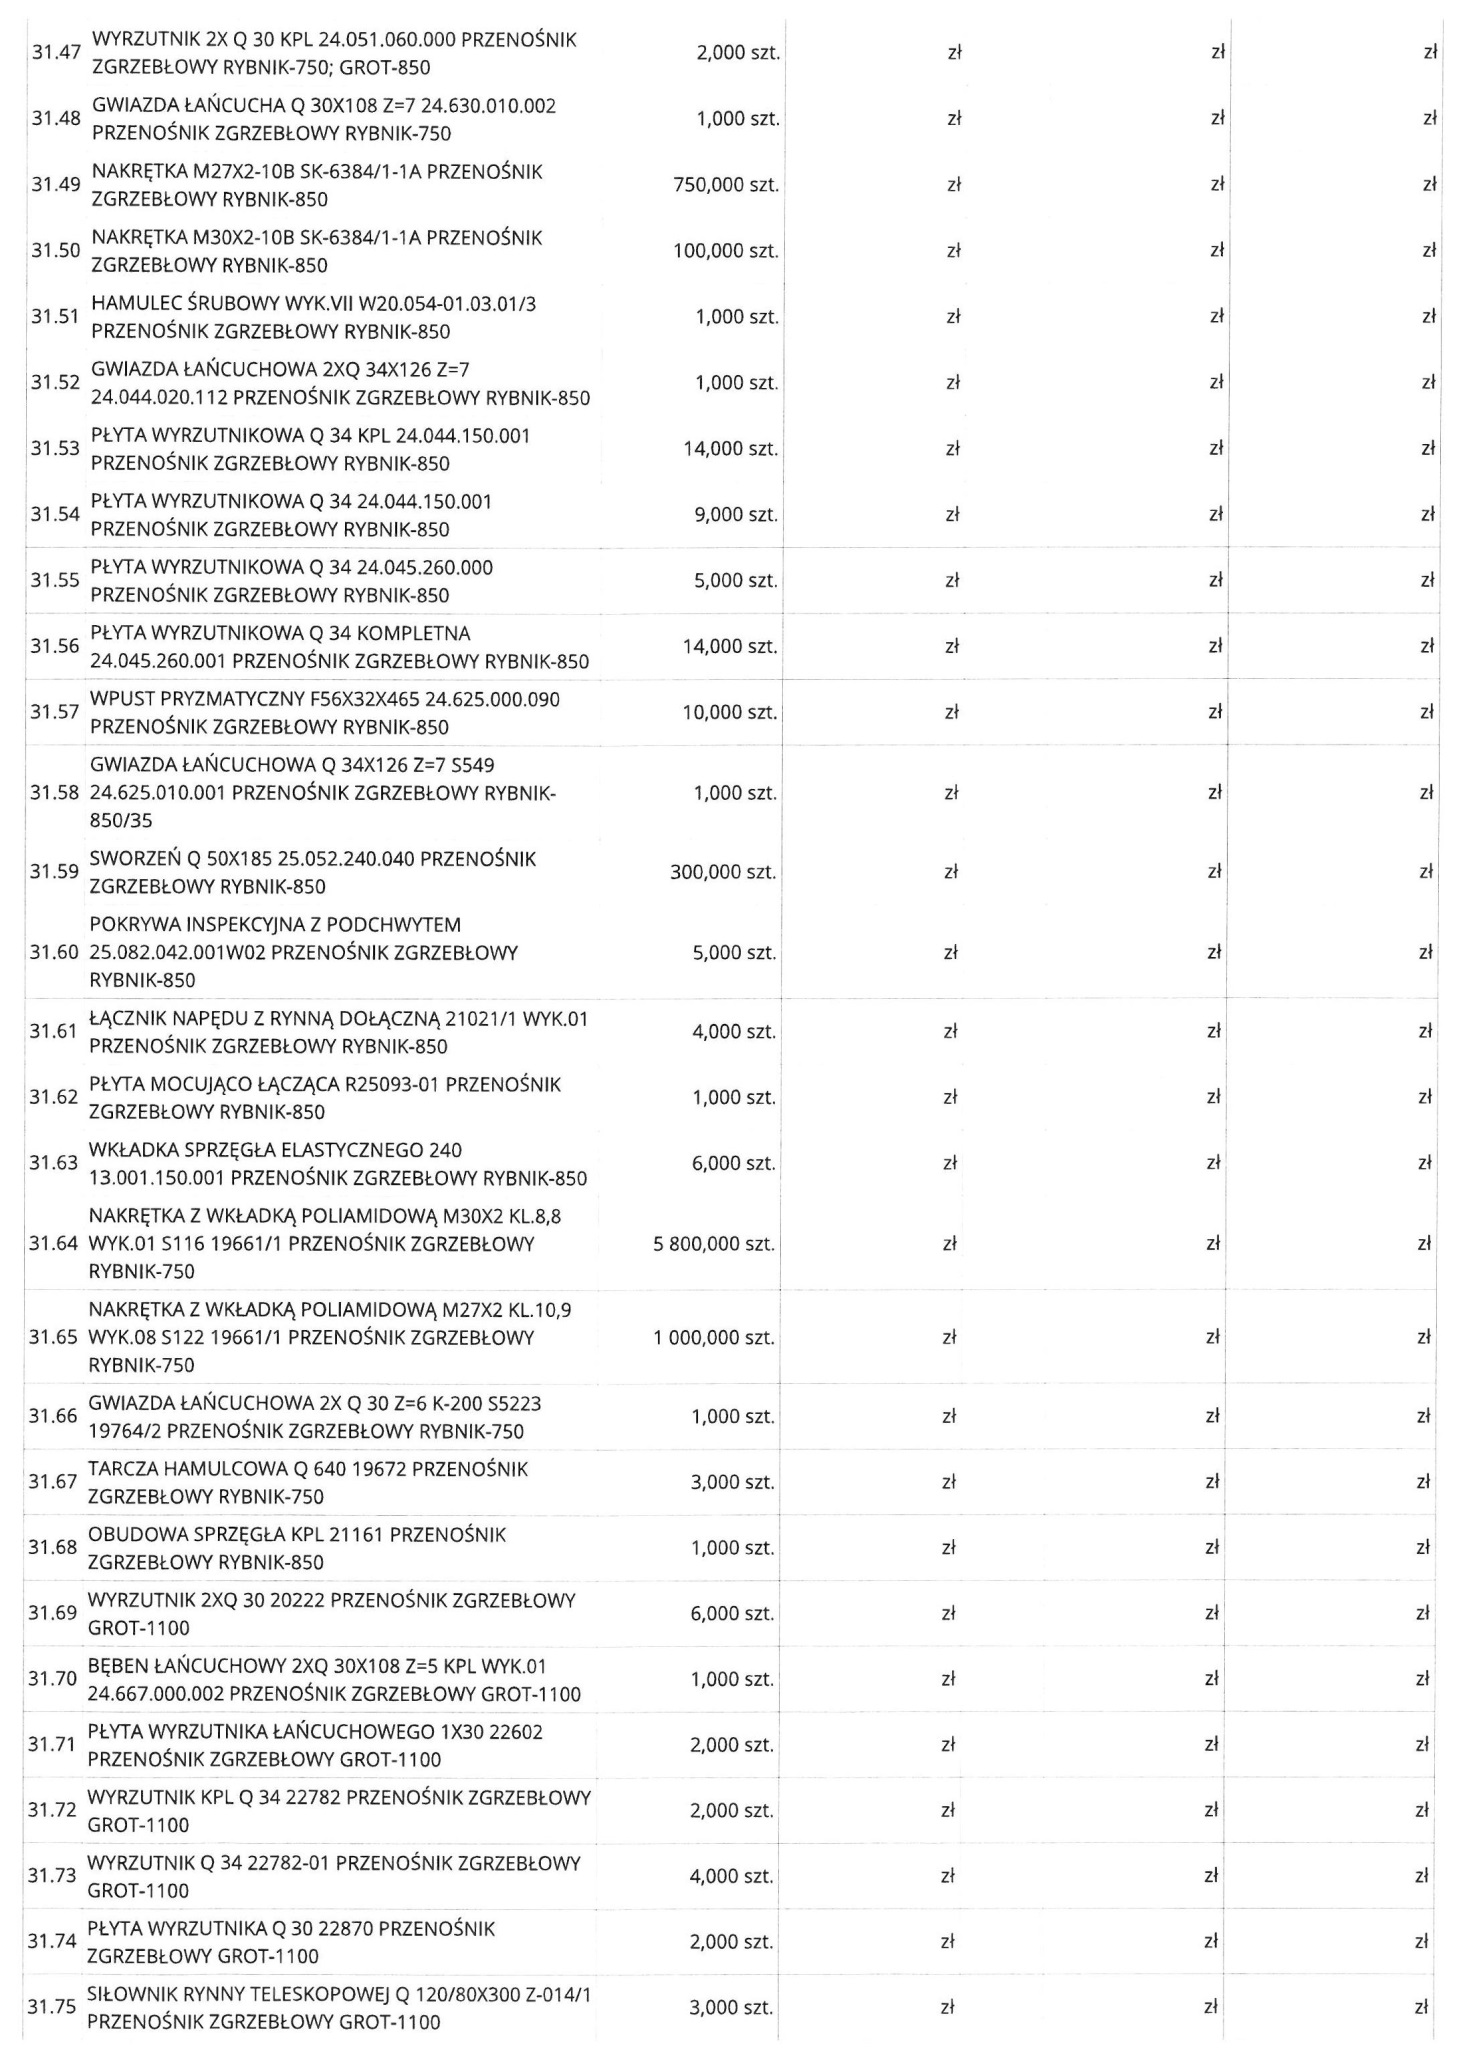 31.47 WYRZUTNIK 2X Q 30 KPL 24.051.060.000 PRZENOŚNIK
ZGRZEBŁOWY RYBNIK-750; GROT-850 2,000 szt. zł zł zł
31.48 GWIAZDA ŁAŃCUCHA Q 30X108 Z=7 24.630.010.002
PRZENOŚNIK ZGRZEBŁOWY RYBNIK-750 1,000 szt. zł zł zł
31.49 NAKRĘTKA M27X2-10B SK-6384/1-1A PRZENOŚNIK
ZGRZEBŁOWY RYBNIK-850 750,000 szt. zł zł zł
31.50 NAKRĘTKA M30X2-10B SK-6384/1-1A PRZENOŚNIK
ZGRZEBŁOWY RYBNIK-850 100,000 szt. zł zł zł
31.51 HAMULEC ŚRUBOWY WYK.VII W20.054-01.03.01/3
PRZENOŚNIK ZGRZEBŁOWY RYBNIK-850 1,000 szt. zł zł zł
31.52 GWIAZDA ŁAŃCUCHOWA 2XQ 34X126 Z=7
24.044.020.112 PRZENOŚNIK ZGRZEBŁOWY RYBNIK-850 1,000 szt. zł zł zł
31.53 PŁYTA WYRZUTNIKOWA Q 34 KPL 24.044.150.001
PRZENOŚNIK ZGRZEBŁOWY RYBNIK-850 14,000 szt. zł zł zł
31.54 PŁYTA WYRZUTNIKOWA Q 34 24.044.150.001
PRZENOŚNIK ZGRZEBŁOWY RYBNIK-850 9,000 szt. zł zł zł
31.55 PŁYTA WYRZUTNIKOWA Q 34 24.045.260.000
PRZENOŚNIK ZGRZEBŁOWY RYBNIK-850 5,000 szt. zł zł zł
31.56 PŁYTA WYRZUTNIKOWA Q 34 KOMPLETNA
24.045.260.001 PRZENOŚNIK ZGRZEBŁOWY RYBNIK-850 14,000 szt. zł zł zł
31.57 WPUST PRYZMATYCZNY F56X32X465 24.625.000.090
PRZENOŚNIK ZGRZEBŁOWY RYBNIK-850 10,000 szt. zł zł zł
GWIAZDA ŁAŃCUCHOWA Q 34X126 Z=7 S549
31.58 24.625.010.001 PRZENOŚNIK ZGRZEBŁOWY RYBNIK- 1,000 szt. zł zł zł
850/35
31.59 SWORZEŃ Q 50X185 25.052.240.040 PRZENOŚNIK
ZGRZEBŁOWY RYBNIK-850 300,000 szt. zł zł zł
POKRYWA INSPEKCYJNA Z PODCHWYTEM
31.60 25.082.042.001W02 PRZENOŚNIK ZGRZEBŁOWY 5,000 szt. zł zł zł
RYBNIK-850
31.61 ŁĄCZNIK NAPĘDU Z RYNNĄ DOŁĄCZNĄ 21021/1 WYK.01
PRZENOŚNIK ZGRZEBŁOWY RYBNIK-850 4,000 szt. zł zł zł
31.62 PŁYTA MOCUJĄCO ŁĄCZĄCA R25093-01 PRZENOŚNIK
ZGRZEBŁOWY RYBNIK-850 1,000 szt. zł zł zł
31.63 WKŁADKA SPRZĘGŁA ELASTYCZNEGO 240
13.001.150.001 PRZENOŚNIK ZGRZEBŁOWY RYBNIK-850 6,000 szt. zł zł zł
NAKRĘTKA Z WKŁADKĄ POLIAMIDOWĄ M30X2 KL.8,8
31.64 WYK.01 S116 19661/1 PRZENOŚNIK ZGRZEBŁOWY 5 800,000 szt. zł zł zł
RYBNIK-750
NAKRĘTKA Z WKŁADKĄ POLIAMIDOWĄ M27X2 KL.10,9
31.65 WYK.08 S122 19661/1 PRZENOŚNIK ZGRZEBŁOWY 1 000,000 szt. zł zł zł
RYBNIK-750
31.66 GWIAZDA ŁAŃCUCHOWA 2X Q 30 Z=6 K-200 S5223
19764/2 PRZENOŚNIK ZGRZEBŁOWY RYBNIK-750 1,000 szt. zł zł zł
31.67 TARCZA HAMULCOWA Q 640 19672 PRZENOŚNIK
ZGRZEBŁOWY RYBNIK-750 3,000 szt. zł zł zł
31.68 OBUDOWA SPRZĘGŁA KPL 21161 PRZENOŚNIK
ZGRZEBŁOWY RYBNIK-850 1,000 szt. zł zł zł
31.69 WYRZUTNIK 2XQ 30 20222 PRZENOŚNIK ZGRZEBŁOWY
GROT-1100 6,000 szt. zł zł zł
31.70 BĘBEN ŁAŃCUCHOWY 2XQ 30X108 Z=5 KPL WYK.01
24.667.000.002 PRZENOŚNIK ZGRZEBŁOWY GROT-1100 1,000 szt. zł zł zł
31.71 PŁYTA WYRZUTNIKA ŁAŃCUCHOWEGO 1X30 22602
PRZENOŚNIK ZGRZEBŁOWY GROT-1100 2,000 szt. zł zł zł
31.72 WYRZUTNIK KPL Q 34 22782 PRZENOŚNIK ZGRZEBŁOWY
GROT-1100 2,000 szt. zł zł zł
31.73 WYRZUTNIK Q 34 22782-01 PRZENOŚNIK ZGRZEBŁOWY
GROT-1100 4,000 szt. zł zł zł
31.74 PŁYTA WYRZUTNIKA Q 30 22870 PRZENOŚNIK
ZGRZEBŁOWY GROT-1100 2,000 szt. zł zł zł
31.75 SIŁOWNIK RYNNY TELESKOPOWEJ Q 120/80X300 Z-014/1
PRZENOŚNIK ZGRZEBŁOWY GROT-1100 3,000 szt. zł zł zł